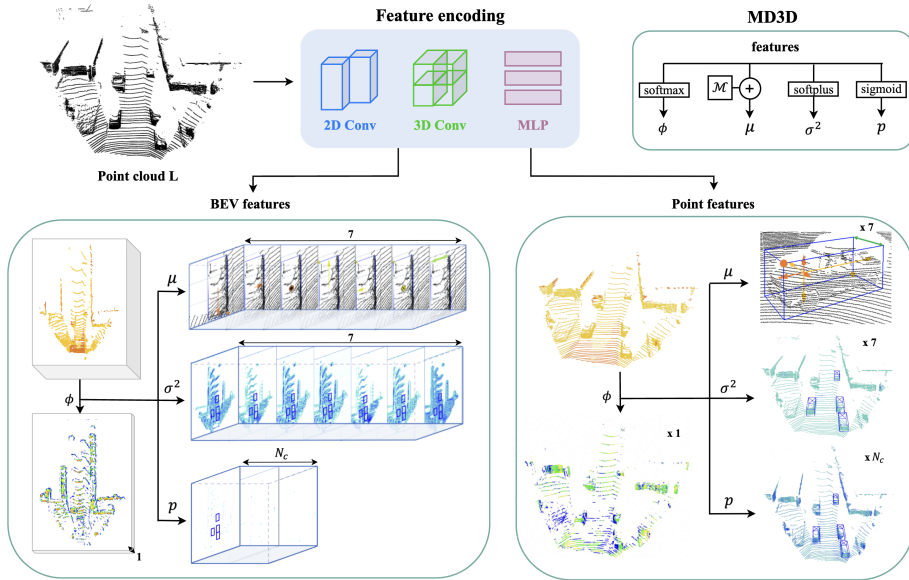 Feature encoding
MD3D
features
softmax
ℳ
+
softplus
sigmoid
ϕ
μ
σ²
p
2D Conv
3D Conv
MLP
Point cloud L
BEV features
Point features
7
μ
7
ϕ
σ²
N_c
p
1
x 7
μ
x 7
ϕ
σ²
x 1
x N_c
p